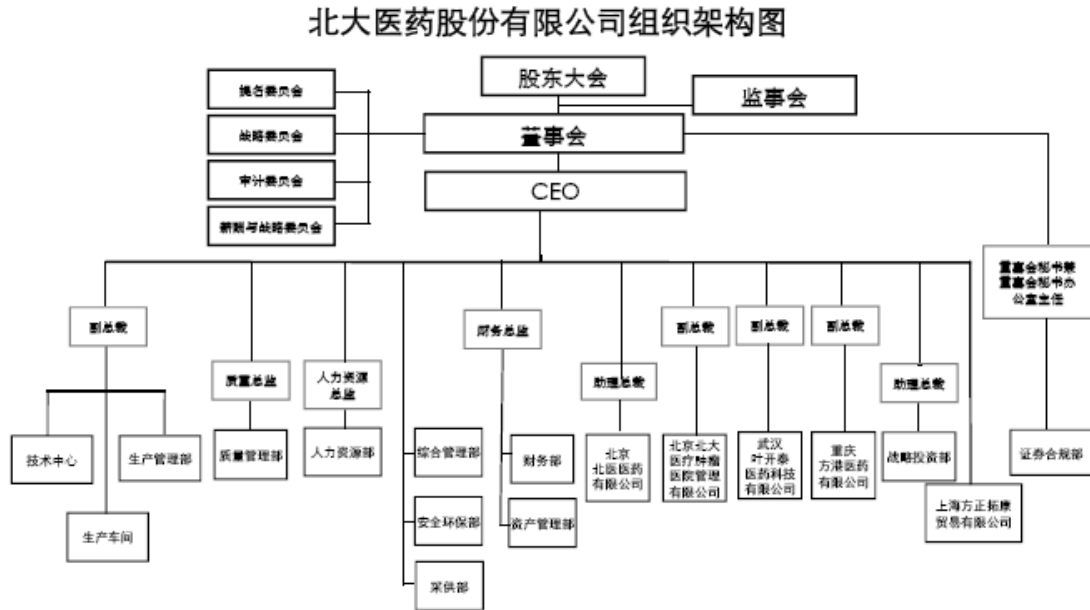 北大医药股份有限公司组织架构图
股东大会
监事会
提名委员会
战略委员会
董事会
审计委员会
CEO
薪酬与战略委员会
董事会秘书兼
董事会秘书办
公室主任
副总裁
财务总监
副总裁
副总裁
副总裁
质量总监
人力资源
总监
助理总裁
助理总裁
技术中心
生产管理部
质量管理部
人力资源部
综合管理部
财务部
北京
北医医药
有限公司
北京北大
医疗肿瘤
医院管理
有限公司
武汉
叶开泰
医药科技
有限公司
重庆
方港医药
有限公司
战略投资部
证券合规部
生产车间
安全环保部
资产管理部
上海方正拓康
贸易有限公司
采供部